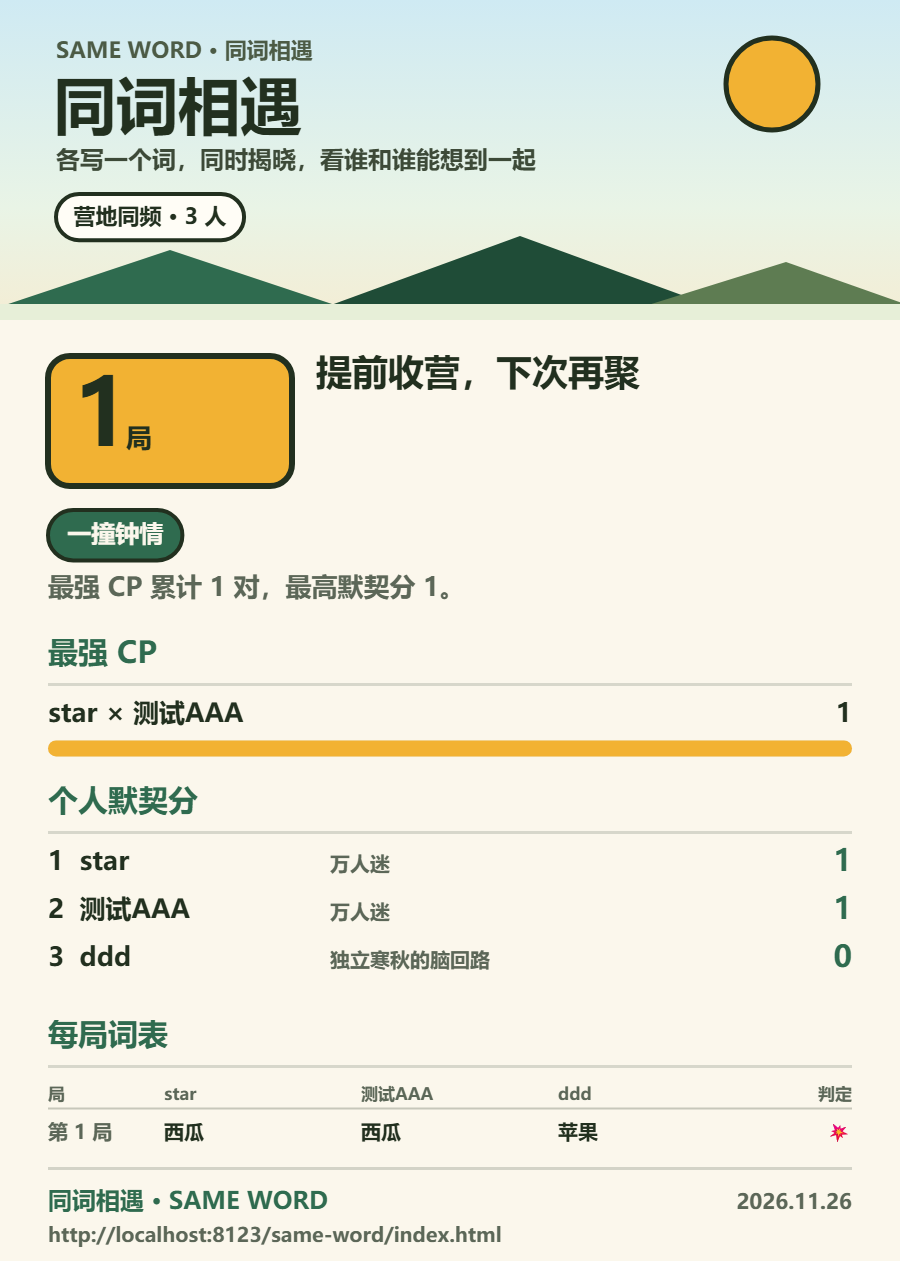 SAME WORD • 同词相遇
同词相遇
各写一个词，同时揭晓，看谁和谁能想到一起
营地同频 • 3 人
1局
提前收营，下次再聚
一撞钟情
最强 CP 累计 1 对，最高默契分 1。
最强 CP
star × 测试AAA 1
个人默契分
1 star 万人迷 1
2 测试AAA 万人迷 1
3 ddd 独立寒秋的脑回路 0
每局词表
局 star 测试AAA ddd 判定
第 1 局 西瓜 西瓜 苹果 💥
同词相遇 • SAME WORD 2026.11.26
http://localhost:8123/same-word/index.html